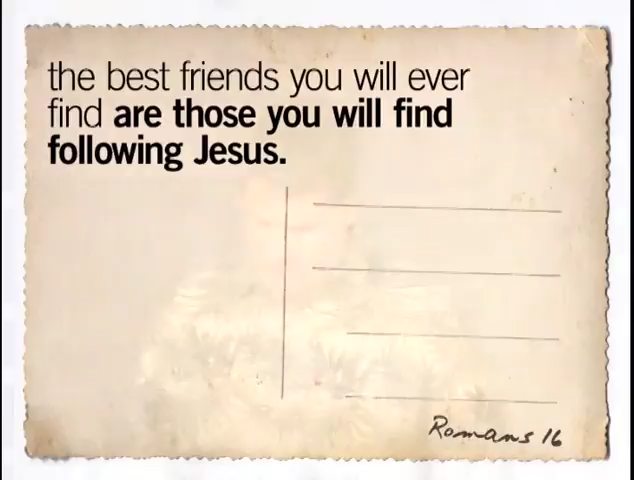 the best friends you will ever
find are those you will find
following Jesus.
Romans 16